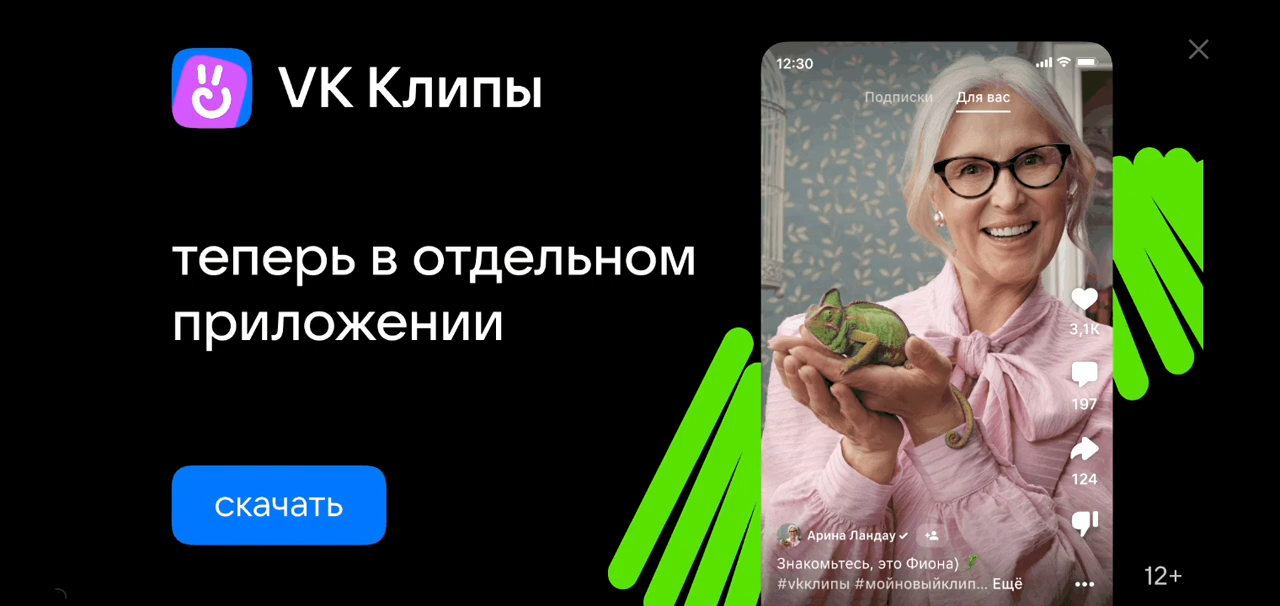 VK Клипы
теперь в отдельном
приложении
скачать
12:30
Подписки Для вас
3,1K
197
124
Арина Ландау
Знакомьтесь, это Фиона)
#vkклипы #мойновыйклип... Ещё
12+